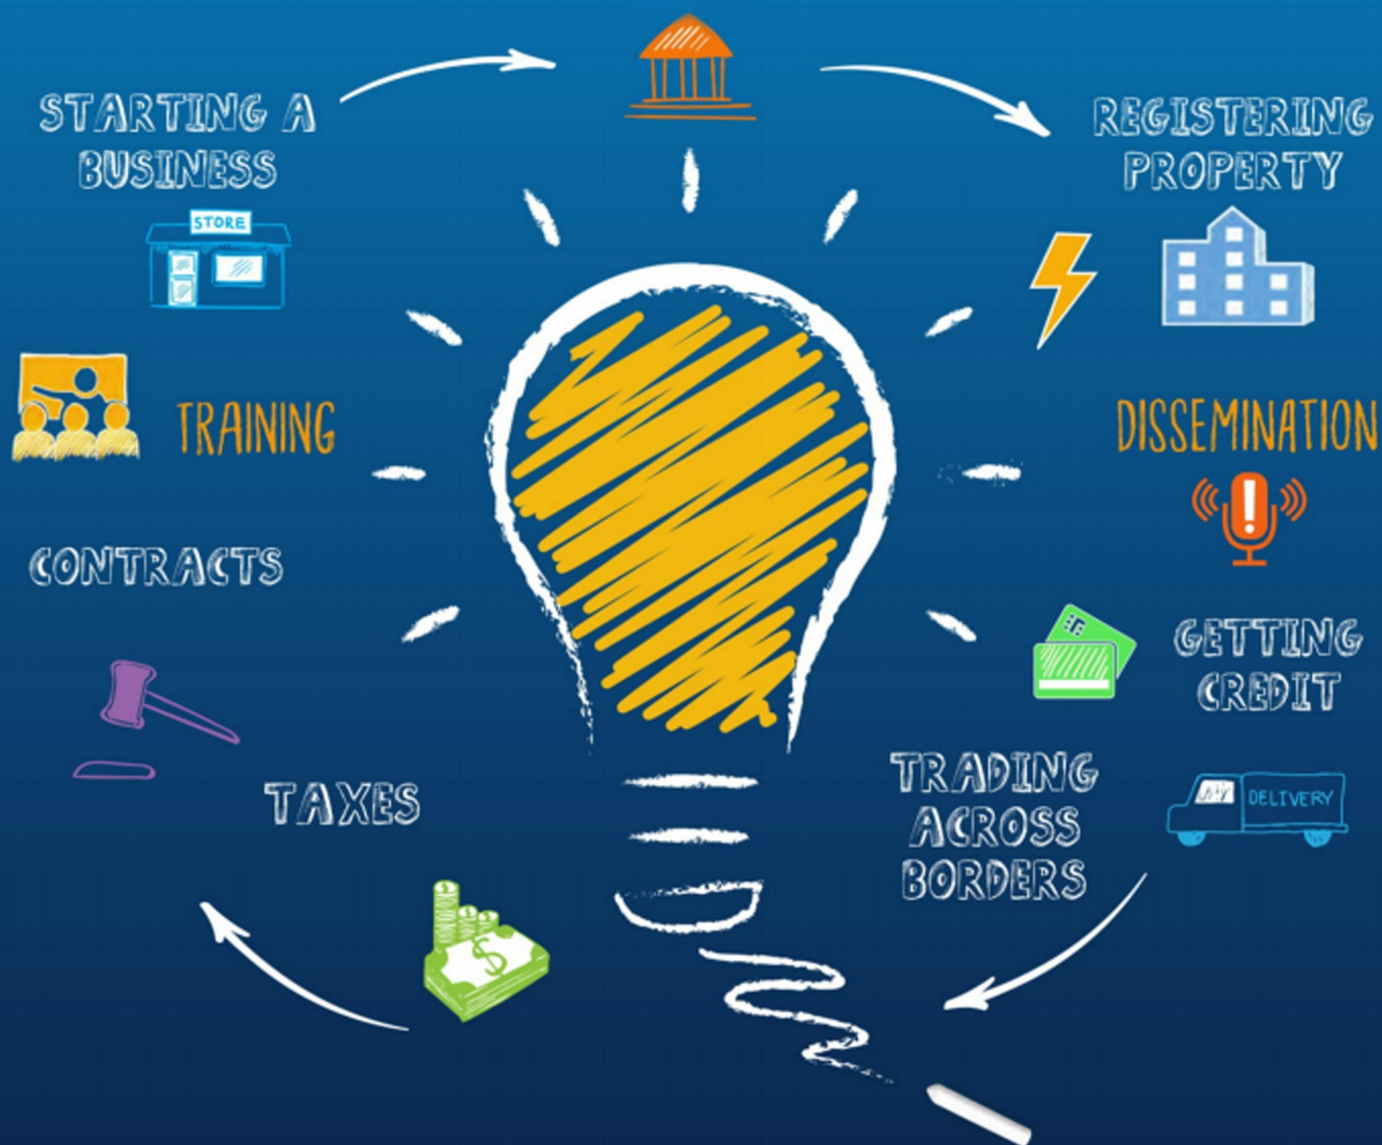 STARTING A
BUSINESS
STORE
REGISTERING
PROPERTY
TRAINING
DISSEMINATION
CONTRACTS
GETTING
CREDIT
TAXES
TRADING
ACROSS
BORDERS
DELIVERY
$